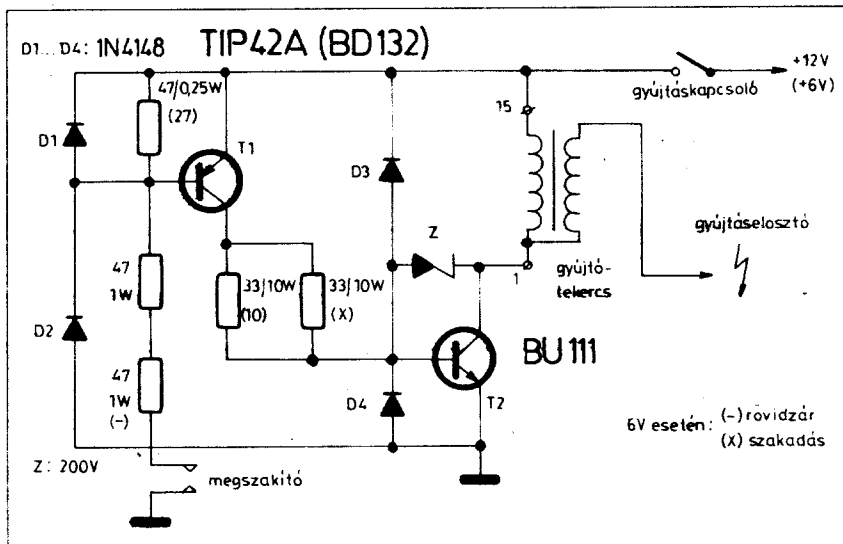 D1...D4: 1N4148
TIP42A (BD132)
47/0,25W
(27)
D1
T1
D3
Z
15
gyújtáskapcsoló
+12V
(+6V)
gyújtáselosztó
1
gyújtó-
tekercs
47
1W
33/10W
(10)
33/10W
(X)
D2
BU 111
47
1W
(-)
D4
T2
6V esetén: (-) rövidzár
(X) szakadás
Z: 200V
megszakító